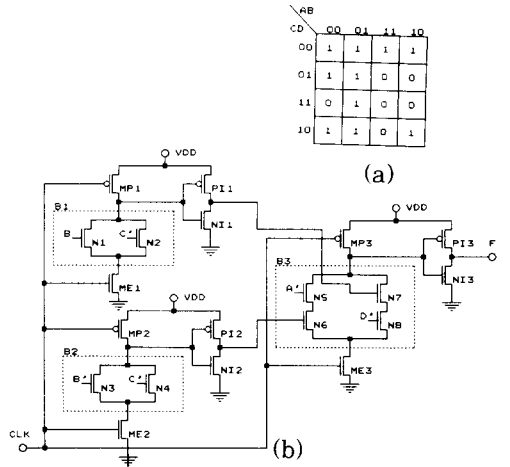 AB
CD 00 01 11 10
00 1 1 1 1
01 1 1 0 0
11 0 1 0 0
10 1 1 0 1
(a)
VDD
MP1 PI1
B1
B N1 C' N2 NI1
ME1
VDD
MP2 PI2
B2
B' N3 C' N4 NI2
ME2
CLK
VDD
MP3 PI3 F
B3 NI3
A' N5 N7
N6 D' N8
ME3
(b)